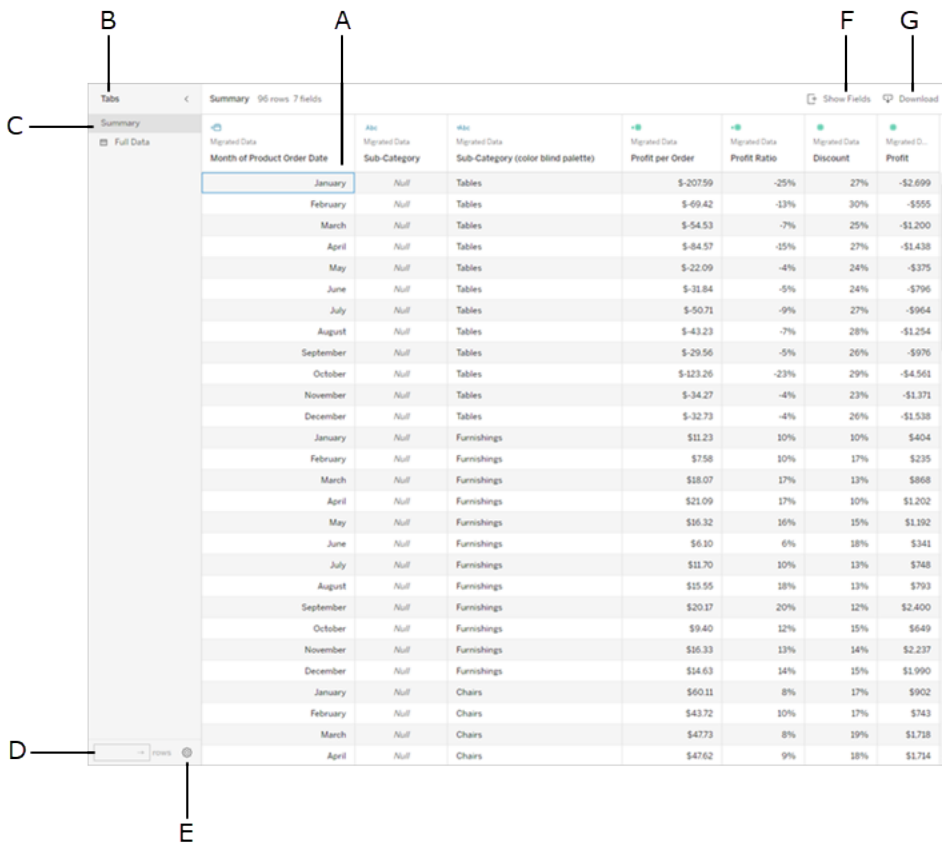 B A F G
Tabs < Summary 96 rows 7 fields Show Fields Download
C Summary
Full Data
Abc Abc
Migrated Data Migrated Data Migrated Data Migrated Data Migrated Data Migrated Data Migrated D...
Month of Product Order Date Sub-Category Sub-Category (color blind palette) Profit per Order Profit Ratio Discount Profit
January Null Tables $-207.59 -25% 27% -$2,699
February Null Tables $-69.42 -13% 30% -$555
March Null Tables $-54.53 -7% 25% -$1,200
April Null Tables $-84.57 -15% 27% -$1,438
May Null Tables $-22.09 -4% 24% -$375
June Null Tables $-31.84 -5% 24% -$796
July Null Tables $-50.71 -9% 27% -$964
August Null Tables $-43.23 -7% 28% -$1,254
September Null Tables $-29.56 -5% 26% -$976
October Null Tables $-123.26 -23% 29% -$4,561
November Null Tables $-34.27 -4% 23% -$1,371
December Null Tables $-32.73 -4% 26% -$1,538
January Null Furnishings $11.23 10% 10% $404
February Null Furnishings $7.58 10% 17% $235
March Null Furnishings $18.07 17% 13% $868
April Null Furnishings $21.09 17% 10% $1,202
May Null Furnishings $16.32 16% 15% $1,192
June Null Furnishings $6.10 6% 18% $341
July Null Furnishings $11.70 10% 13% $748
August Null Furnishings $15.55 18% 13% $793
September Null Furnishings $20.17 20% 12% $2,400
October Null Furnishings $9.40 12% 15% $649
November Null Furnishings $16.33 13% 14% $2,237
December Null Furnishings $14.63 14% 15% $1,990
January Null Chairs $60.11 8% 17% $902
February Null Chairs $43.72 10% 17% $743
March Null Chairs $47.73 8% 19% $1,718
D rows April Null Chairs $47.62 9% 18% $1,714
E